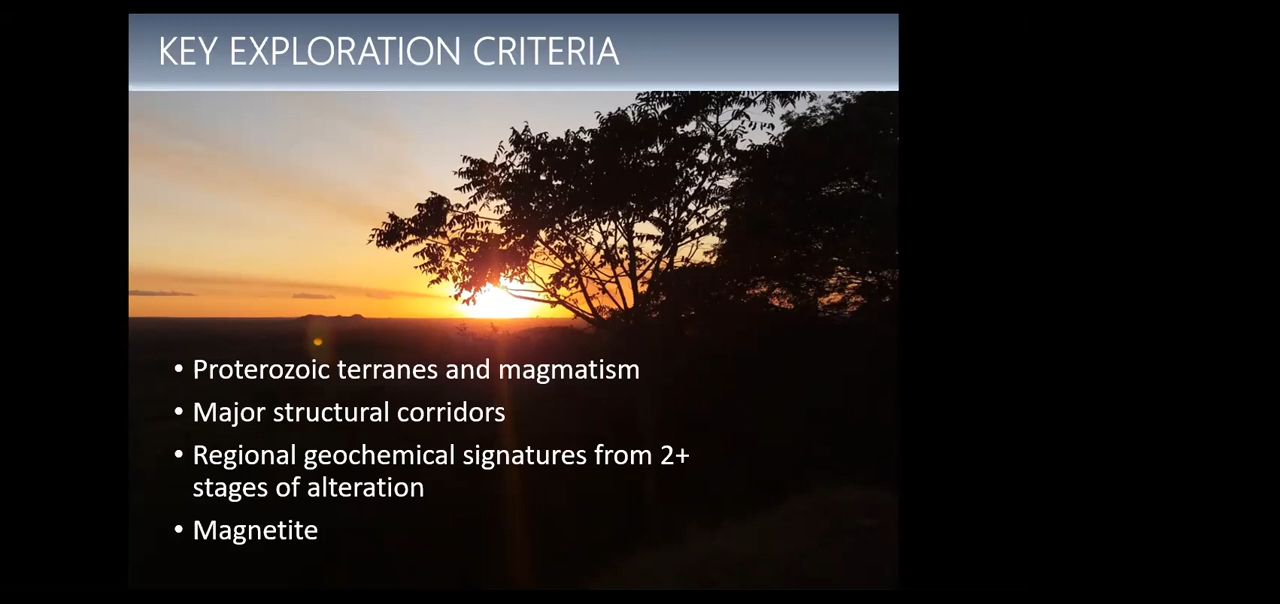 KEY EXPLORATION CRITERIA
• Proterozoic terranes and magmatism
• Major structural corridors
• Regional geochemical signatures from 2+
stages of alteration
• Magnetite